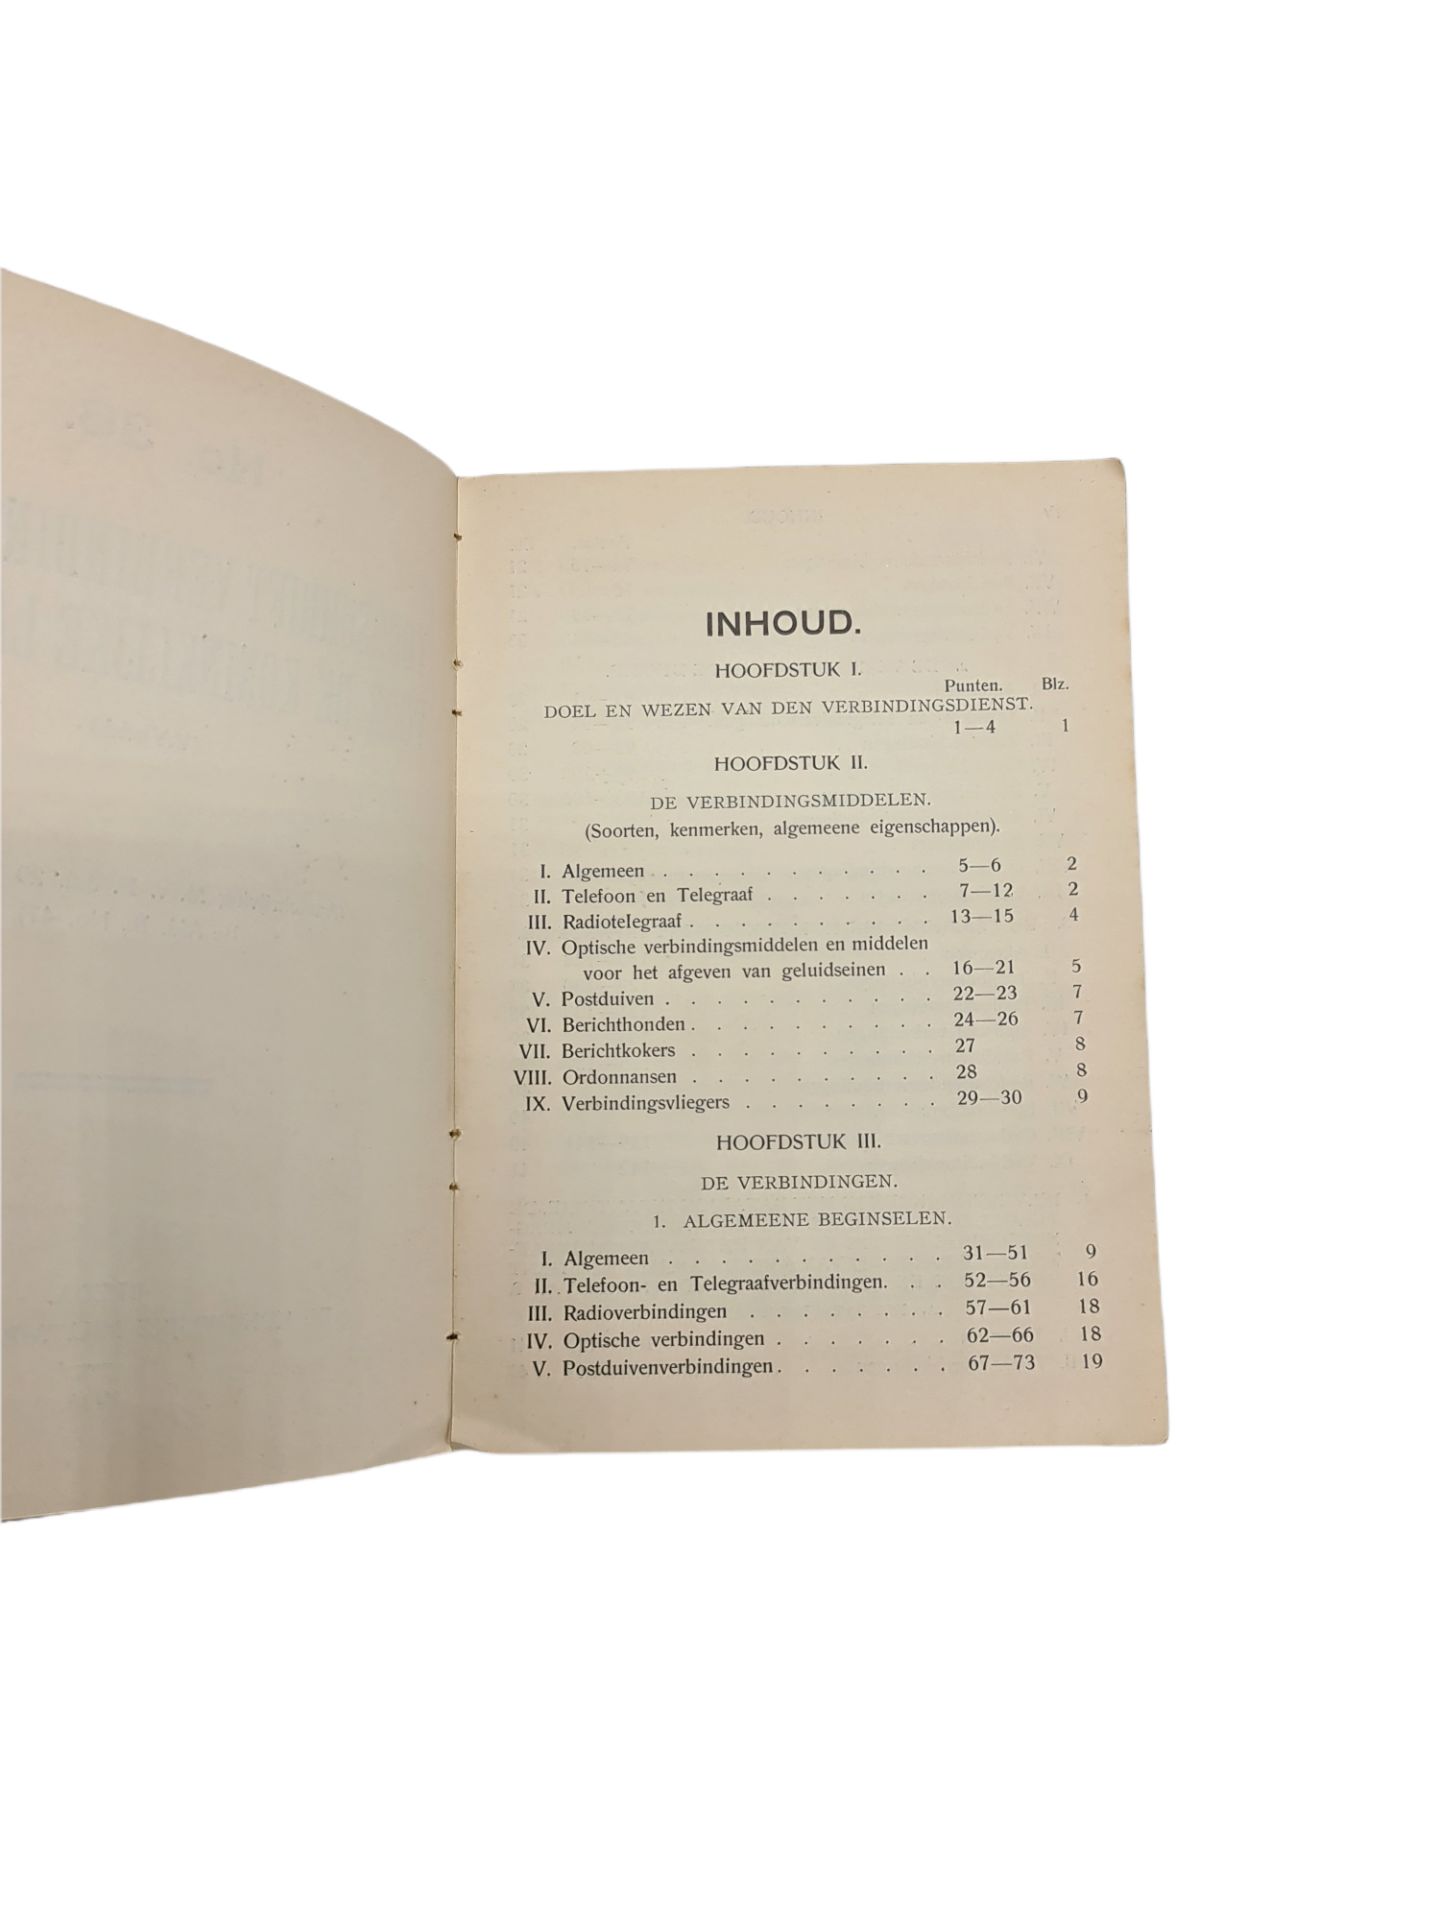 INHOUD.
HOOFDSTUK I.
Punten. Blz.
DOEL EN WEZEN VAN DEN VERBINDINGSDIENST.
1—4 1
HOOFDSTUK II.
DE VERBINDINGSMIDDELEN.
(Soorten, kenmerken, algemeene eigenschappen).
I. Algemeen . . . . . . . . . . . 5—6 2
II. Telefoon en Telegraaf . . . . . . . 7—12 2
III. Radiotelegraaf . . . . . . . . . . 13—15 4
IV. Optische verbindingsmiddelen en middelen
voor het afgeven van geluidseinen . . 16—21 5
V. Postduiven . . . . . . . . . . . 22—23 7
VI. Berichthonden . . . . . . . . . . 24—26 7
VII. Berichtkokers . . . . . . . . . . 27 8
VIII. Ordonnansen . . . . . . . . . . 28 8
IX. Verbindingsvliegers . . . . . . . . 29—30 9
HOOFDSTUK III.
DE VERBINDINGEN.
1. ALGEMEENE BEGINSELEN.
I. Algemeen . . . . . . . . . . . 31—51 9
II. Telefoon- en Telegraafverbindingen. . . 52—56 16
III. Radioverbindingen . . . . . . . . 57—61 18
IV. Optische verbindingen . . . . . . . 62—66 18
V. Postduivenverbindingen . . . . . . . 67—73 19